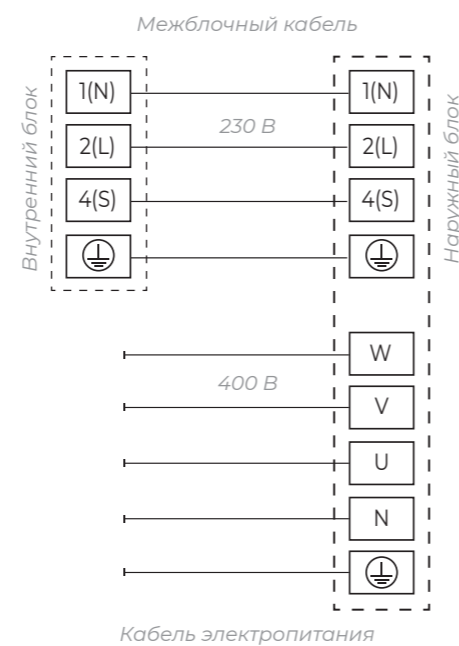 Межблочный кабель
Внутренний блок
Наружный блок
1(N) 1(N)
230 В
2(L) 2(L)
4(S) 4(S)
W
400 В
V
U
N
Кабель электропитания